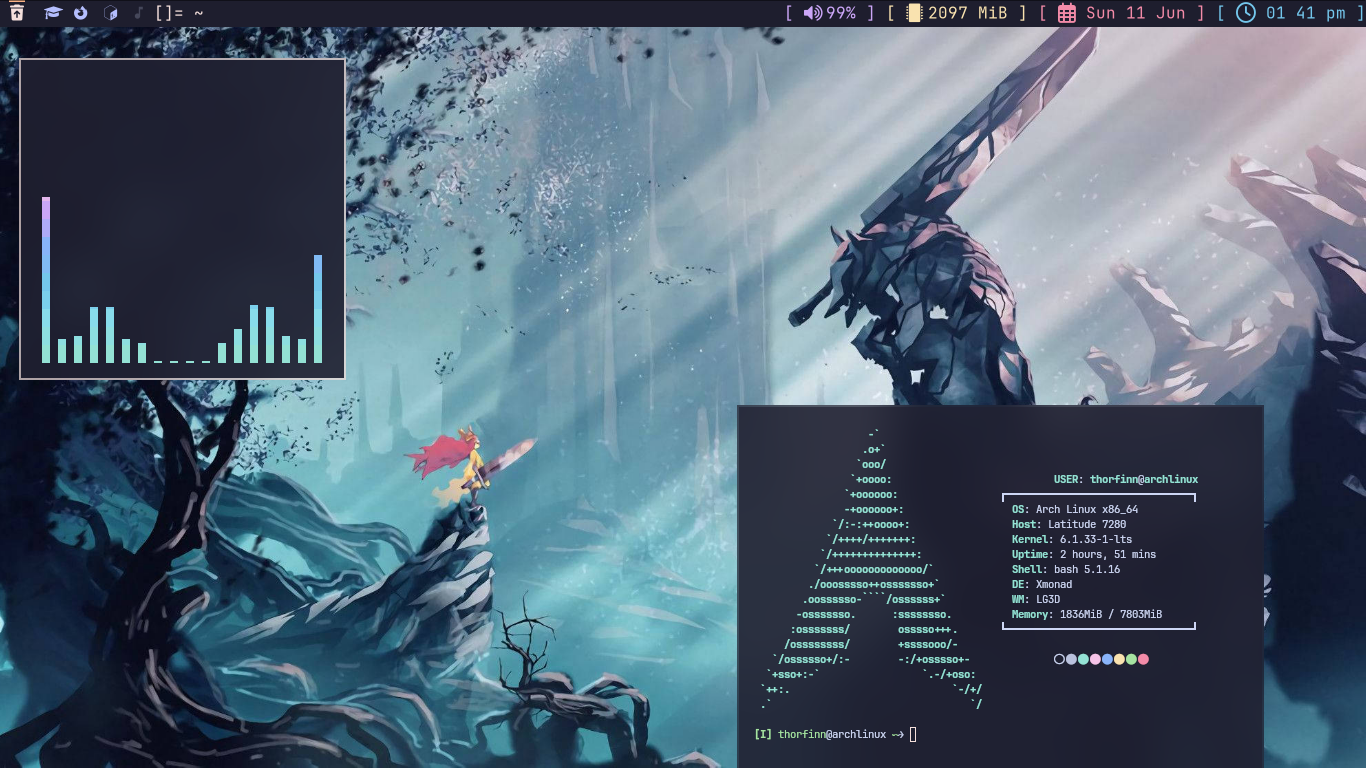 []= ~ [ 99% ] [ 2097 MiB ] [ Sun 11 Jun ] [ 01 41 pm ]
-`
.o+`
`ooo/
`+oooo:
`+oooooo:
-+oooooo+:
`/:-:++oooo+:
`/++++/+++++++:
`/++++++++++++++:
`/+++ooooooooooooo/`
./ooosssso++osssssso+`
.oossssso-````/ossssss+`
-osssssso. :ssssssso.
:osssssss/ osssso+++.
/ossssssss/ +ssssooo/-
`/ossssso+/:- -:/+osssso+-
`+sso+:-` `.-/+oso:
`++:. `-/+/
.` `/
USER: thorfinn@archlinux
OS: Arch Linux x86_64
Host: Latitude 7280
Kernel: 6.1.33-1-lts
Uptime: 2 hours, 51 mins
Shell: bash 5.1.16
DE: Xmonad
WM: LG3D
Memory: 1836MiB / 7803MiB
[I] thorfinn@archlinux ~>